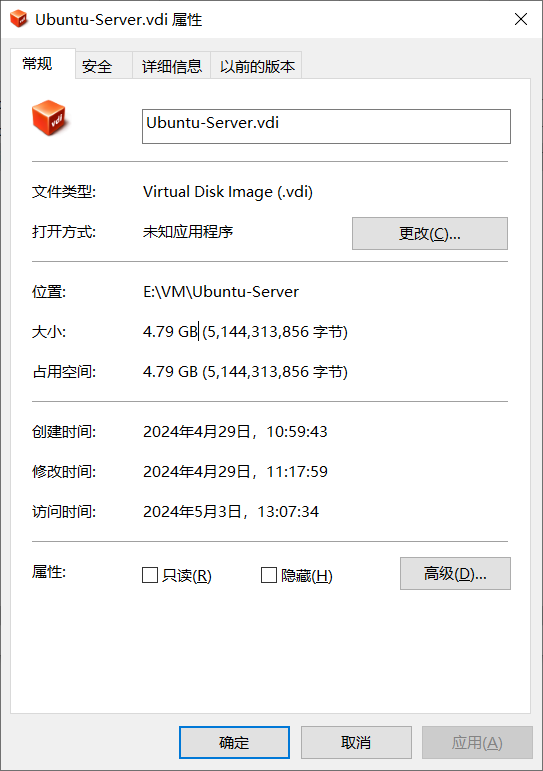 Ubuntu-Server.vdi 属性
常规 安全 详细信息 以前的版本
vdi
Ubuntu-Server.vdi
文件类型: Virtual Disk Image (.vdi)
打开方式: 未知应用程序 更改(C)...
位置: E:\VM\Ubuntu-Server
大小: 4.79 GB (5,144,313,856 字节)
占用空间: 4.79 GB (5,144,313,856 字节)
创建时间: 2024年4月29日，10:59:43
修改时间: 2024年4月29日，11:17:59
访问时间: 2024年5月3日，13:07:34
属性: 只读(R) 隐藏(H) 高级(D)...
确定 取消 应用(A)